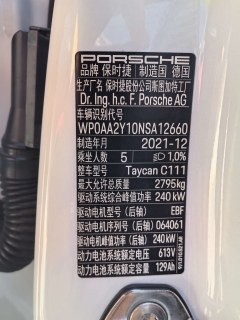 PORSCHE
品牌 保时捷 制造国 德国
生产厂名 保时捷股份公司斯图加特工厂
Dr. Ing. h.c. F. Porsche AG
车辆识别代号
WP0AA2Y10NSA12660
制造年月 2021-12
乘坐人数 5 1,0%
整车型号 Taycan C111
最大允许总质量 2795kg
驱动系统综合峰值功率 240 kW
驱动电机型号(后轴) EBF
驱动电机序号(后轴) 064061
驱动电机峰值功率(后轴) 240 kW
动力电池系统额定电压 613V
动力电池系统额定容量 129Ah